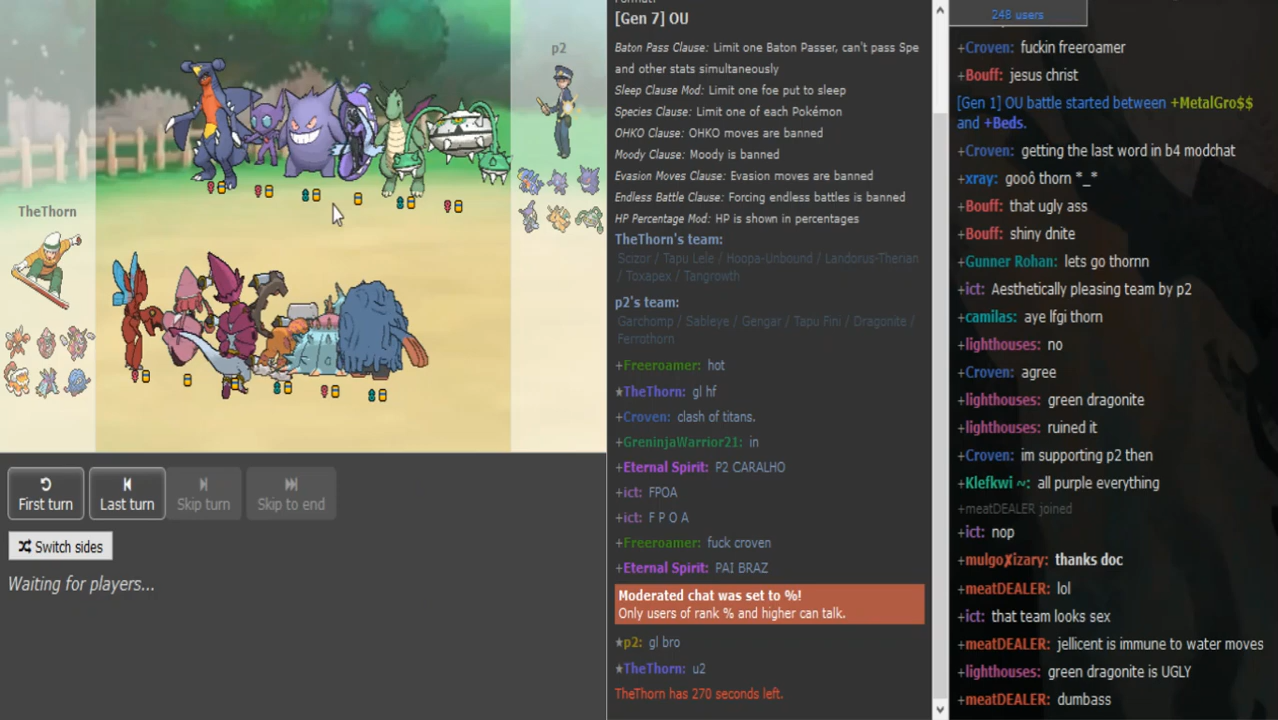 p2
TheThorn
First turn
Last turn
Skip turn
Skip to end
Switch sides
Waiting for players...
Format:
[Gen 7] OU
Baton Pass Clause: Limit one Baton Passer, can't pass Spe
and other stats simultaneously
Sleep Clause Mod: Limit one foe put to sleep
Species Clause: Limit one of each Pokémon
OHKO Clause: OHKO moves are banned
Moody Clause: Moody is banned
Evasion Moves Clause: Evasion moves are banned
Endless Battle Clause: Forcing endless battles is banned
HP Percentage Mod: HP is shown in percentages
TheThorn's team:
Scizor / Tapu Lele / Hoopa-Unbound / Landorus-Therian
/ Toxapex / Tangrowth
p2's team:
Garchomp / Sableye / Gengar / Tapu Fini / Dragonite /
Ferrothorn
+Freeroamer: hot
★TheThorn: gl hf
+Croven: clash of titans.
+GreninjaWarrior21: in
+Eternal Spirit: P2 CARALHO
+ict: FPOA
+ict: F P O A
+Freeroamer: fuck croven
+Eternal Spirit: PAI BRAZ
Moderated chat was set to %!
Only users of rank % and higher can talk.
★p2: gl bro
★TheThorn: u2
TheThorn has 270 seconds left.
248 users
+Croven: fuckin freeroamer
+Bouff: jesus christ
[Gen 1] OU battle started between +MetalGro$$
and +Beds.
+Croven: getting the last word in b4 modchat
+xray: gooô thorn *_*
+Bouff: that ugly ass
+Bouff: shiny dnite
+Gunner Rohan: lets go thornn
+ict: Aesthetically pleasing team by p2
+camilas: aye lfgi thorn
+lighthouses: no
+Croven: agree
+lighthouses: green dragonite
+lighthouses: ruined it
+Croven: im supporting p2 then
+Klefkwi ~: all purple everything
+meatDEALER joined
+ict: nop
+mulgo✗izary: thanks doc
+meatDEALER: lol
+ict: that team looks sex
+meatDEALER: jellicent is immune to water moves
+lighthouses: green dragonite is UGLY
+meatDEALER: dumbass